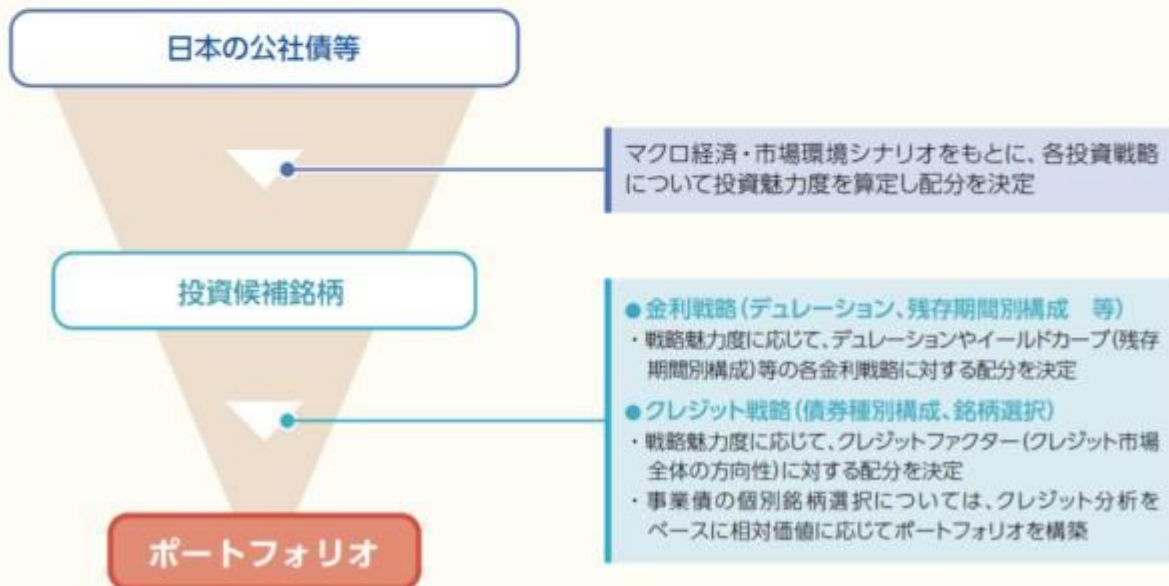 日本の公社債等
マクロ経済・市場環境シナリオをもとに、各投資戦略
について投資魅力度を算定し配分を決定
投資候補銘柄
●金利戦略(デュレーション、残存期間別構成　等)
・戦略魅力度に応じて、デュレーションやイールドカーブ(残存
期間別構成)等の各金利戦略に対する配分を決定
●クレジット戦略(債券種別構成、銘柄選択)
・戦略魅力度に応じて、クレジットファクター(クレジット市場
全体の方向性)に対する配分を決定
・事業債の個別銘柄選択については、クレジット分析を
ベースに相対価値に応じてポートフォリオを構築
ポートフォリオ